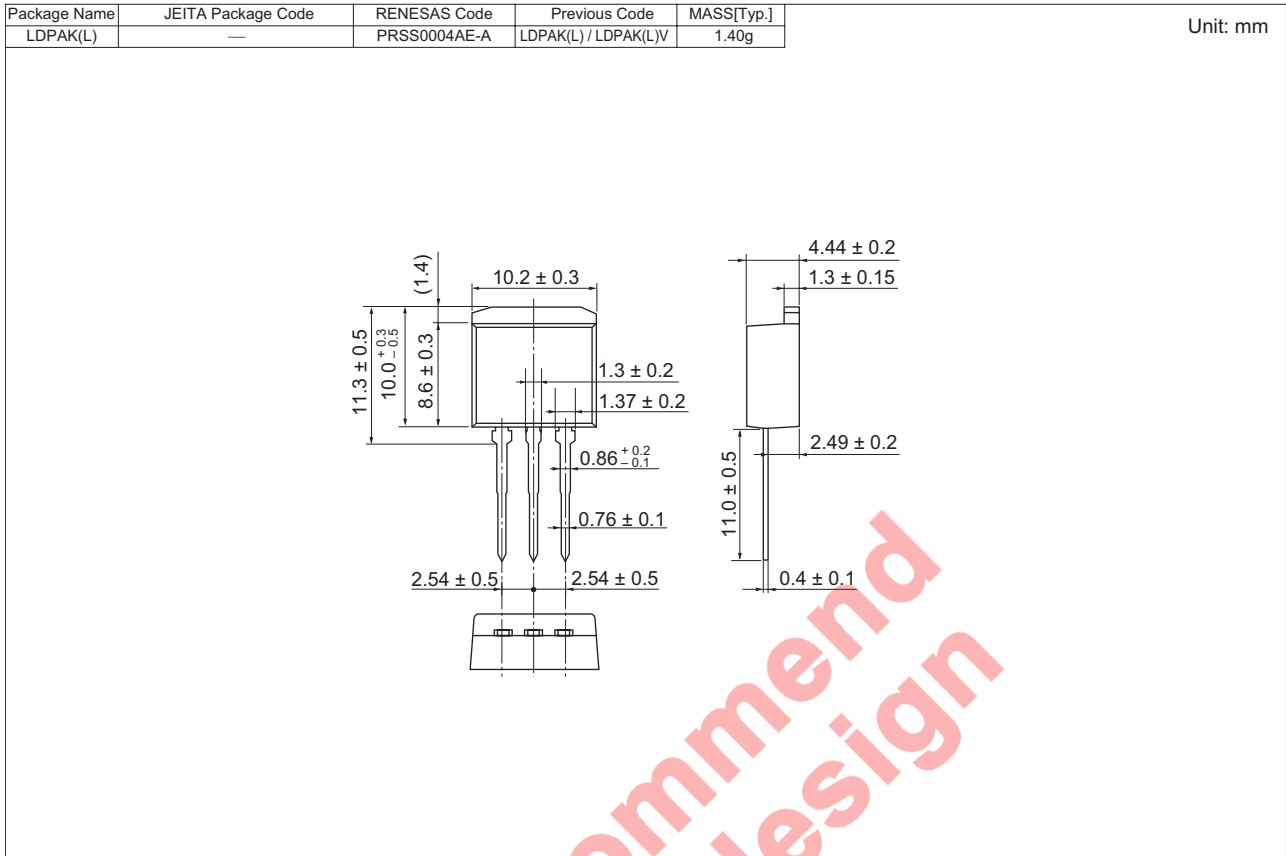 Package Name JEITA Package Code RENESAS Code Previous Code MASS[Typ.]
LDPAK(L) — PRSS0004AE-A LDPAK(L) / LDPAK(L)V 1.40g
Unit: mm
4.44 ± 0.2
(1.4)
10.2 ± 0.3
1.3 ± 0.15
11.3 ± 0.5
10.0 + 0.3 – 0.5
8.6 ± 0.3
1.3 ± 0.2
1.37 ± 0.2
2.49 ± 0.2
0.86 + 0.2 – 0.1
11.0 ± 0.5
0.76 ± 0.1
2.54 ± 0.5 2.54 ± 0.5
0.4 ± 0.1
ommend
design